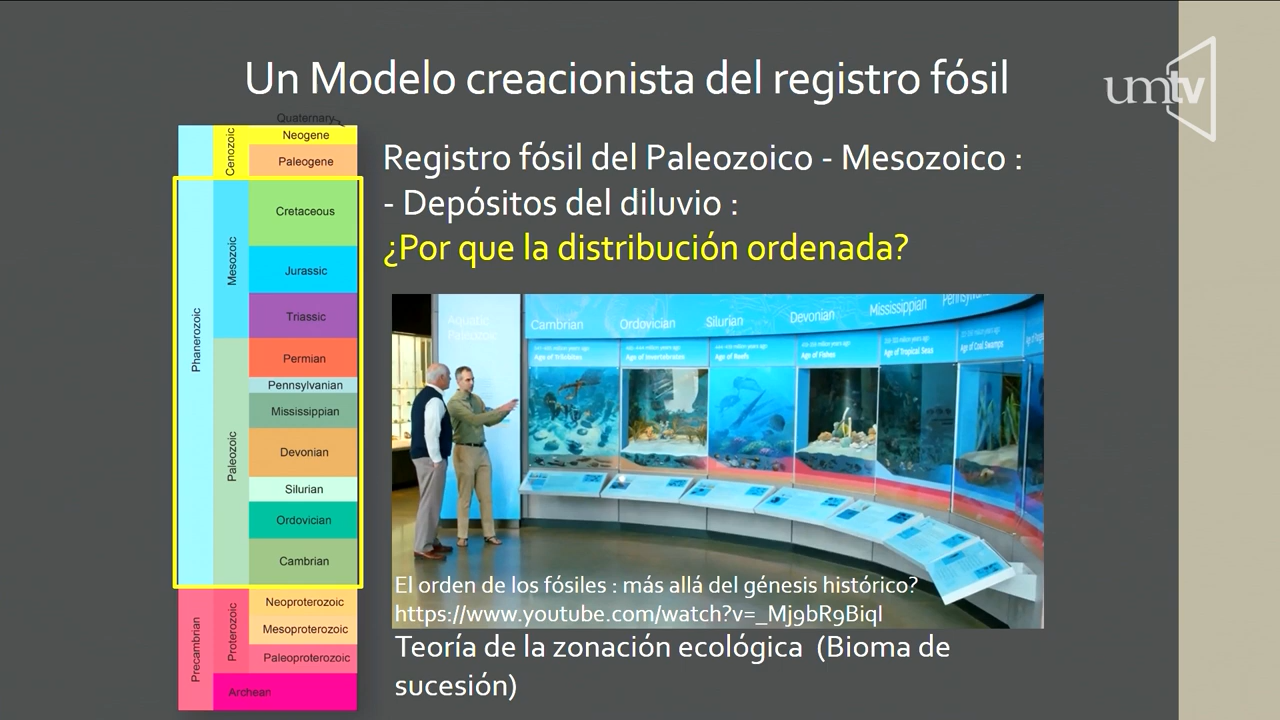 Un Modelo creacionista del registro fósil
umtv
Quaternary
Neogene
Paleogene
Cretaceous
Jurassic
Triassic
Permian
Pennsylvanian
Mississippian
Devonian
Silurian
Ordovician
Cambrian
Neoproterozoic
Mesoproterozoic
Paleoproterozoic
Archean
Cenozoic
Mesozoic
Paleozoic
Proterozoic
Phanerozoic
Precambrian
Registro fósil del Paleozoico - Mesozoico :
- Depósitos del diluvio :
¿Por que la distribución ordenada?
Aquatic
Cambrian
Ordovician
Silurian
Devonian
Mississippian
Age of Trilobites
Age of Invertebrates
Age of Reefs
Age of Fishes
Age of Tropical Seas
Age of Coal Swamps
El orden de los fósiles : más allá del génesis histórico?
https://www.youtube.com/watch?v=_Mj9bR9BiqI
Teoría de la zonación ecológica (Bioma de
sucesión)